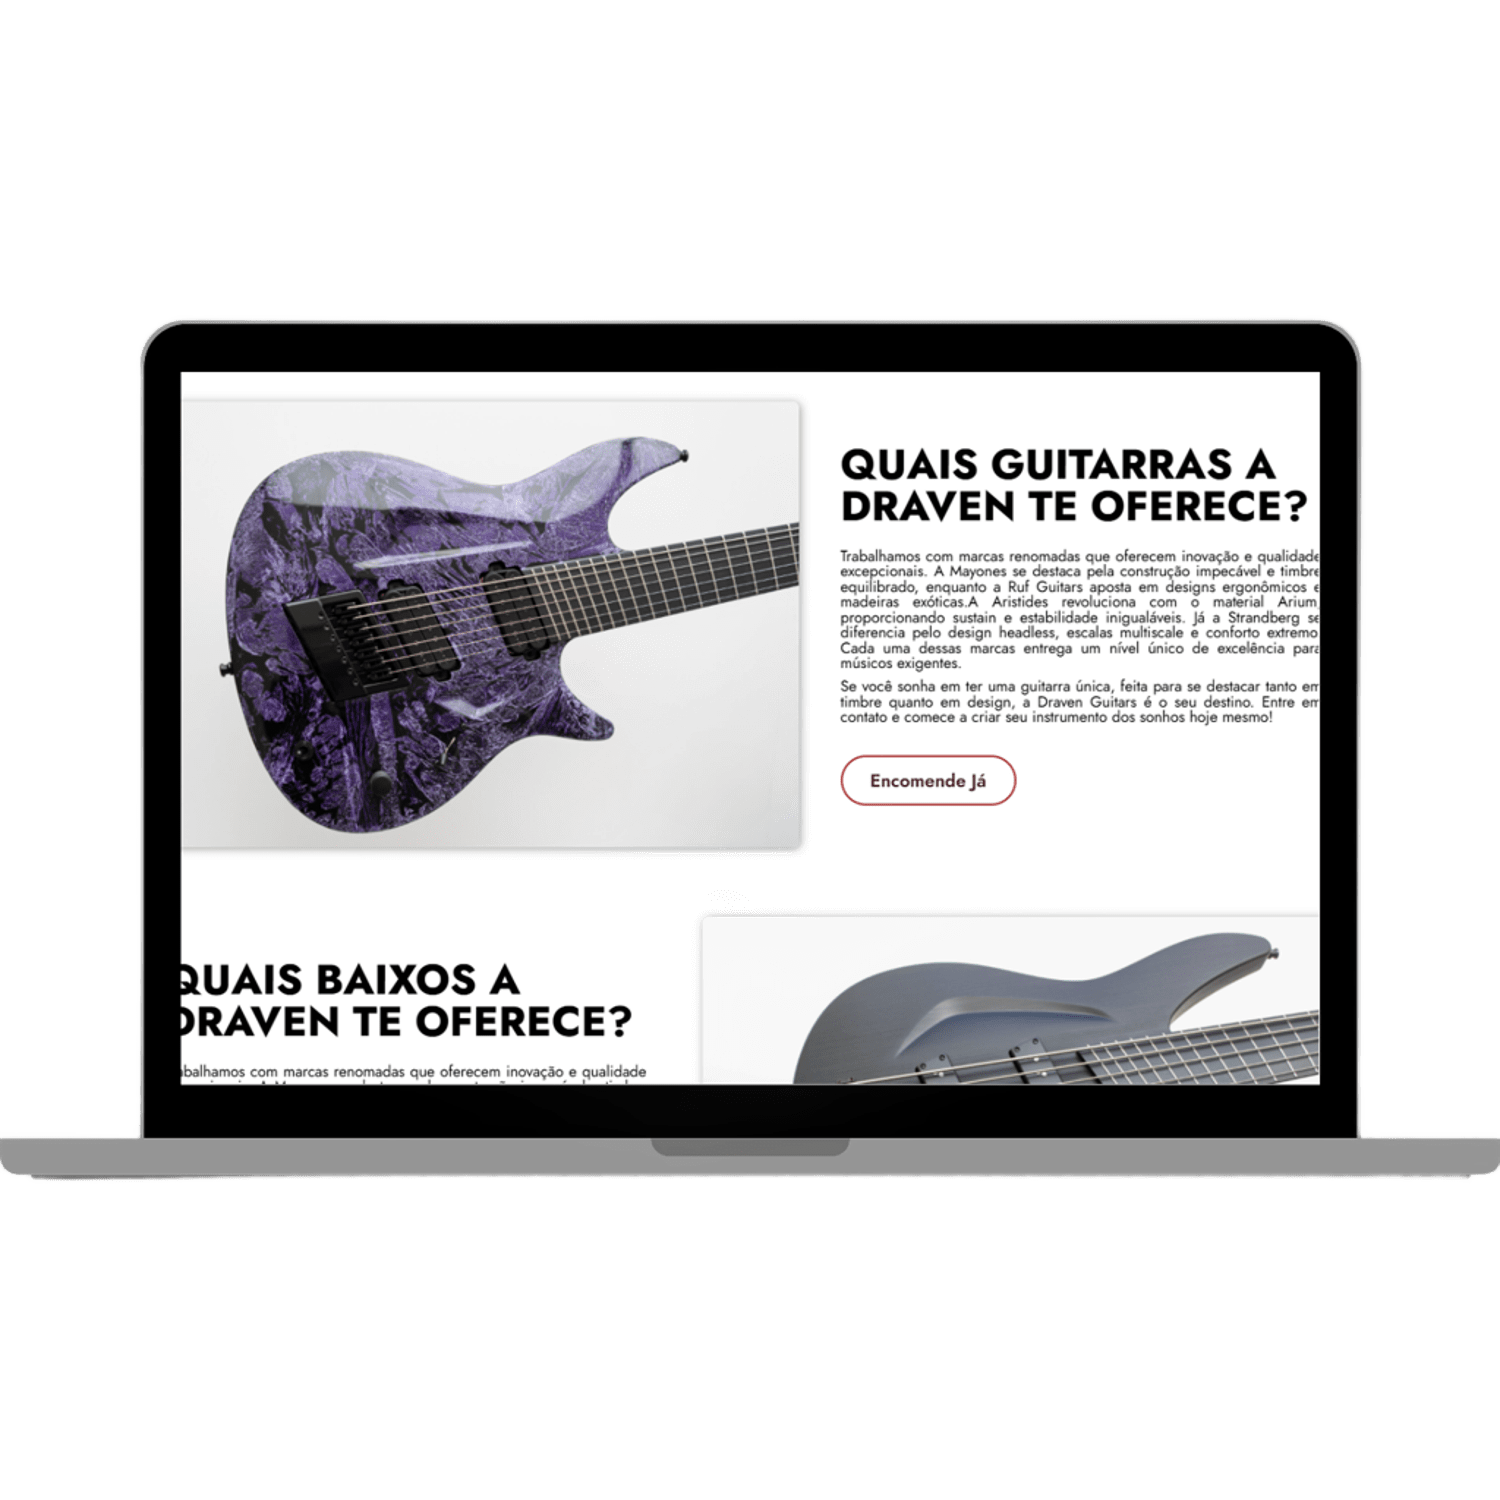 QUAIS GUITARRAS A
DRAVEN TE OFERECE?
Trabalhamos com marcas renomadas que oferecem inovação e qualidade
excepcionais. A Mayones se destaca pela construção impecável e timbre
equilibrado, enquanto a Ruf Guitars aposta em designs ergonômicos e
madeiras exóticas.A Aristides revoluciona com o material Arium,
proporcionando sustain e estabilidade inigualáveis. Já a Strandberg se
diferencia pelo design headless, escalas multiscale e conforto extremo.
Cada uma dessas marcas entrega um nível único de excelência para
músicos exigentes.
Se você sonha em ter uma guitarra única, feita para se destacar tanto em
timbre quanto em design, a Draven Guitars é o seu destino. Entre em
contato e comece a criar seu instrumento dos sonhos hoje mesmo!
Encomende Já
QUAIS BAIXOS A
DRAVEN TE OFERECE?
abalhamos com marcas renomadas que oferecem inovação e qualidade